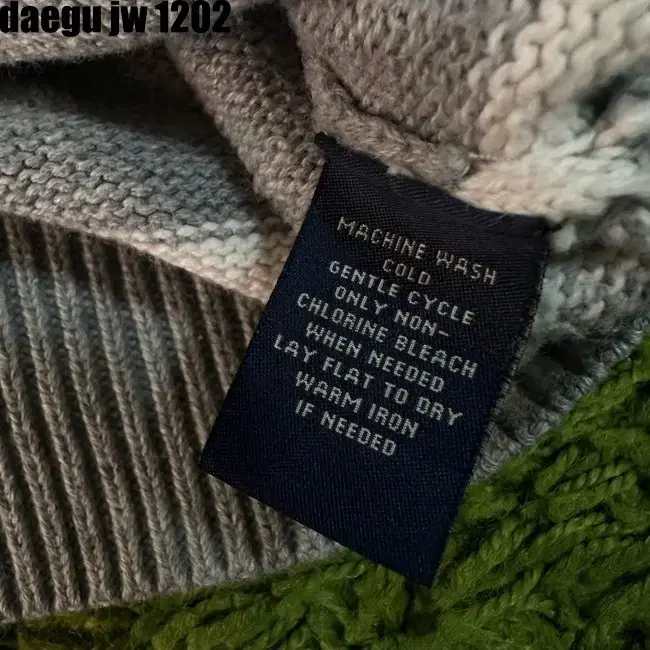 daegu jw 1202
MACHINE WASH
COLD
GENTLE CYCLE
ONLY NON-
CHLORINE BLEACH
WHEN NEEDED
LAY FLAT TO DRY
WARM IRON
IF NEEDED